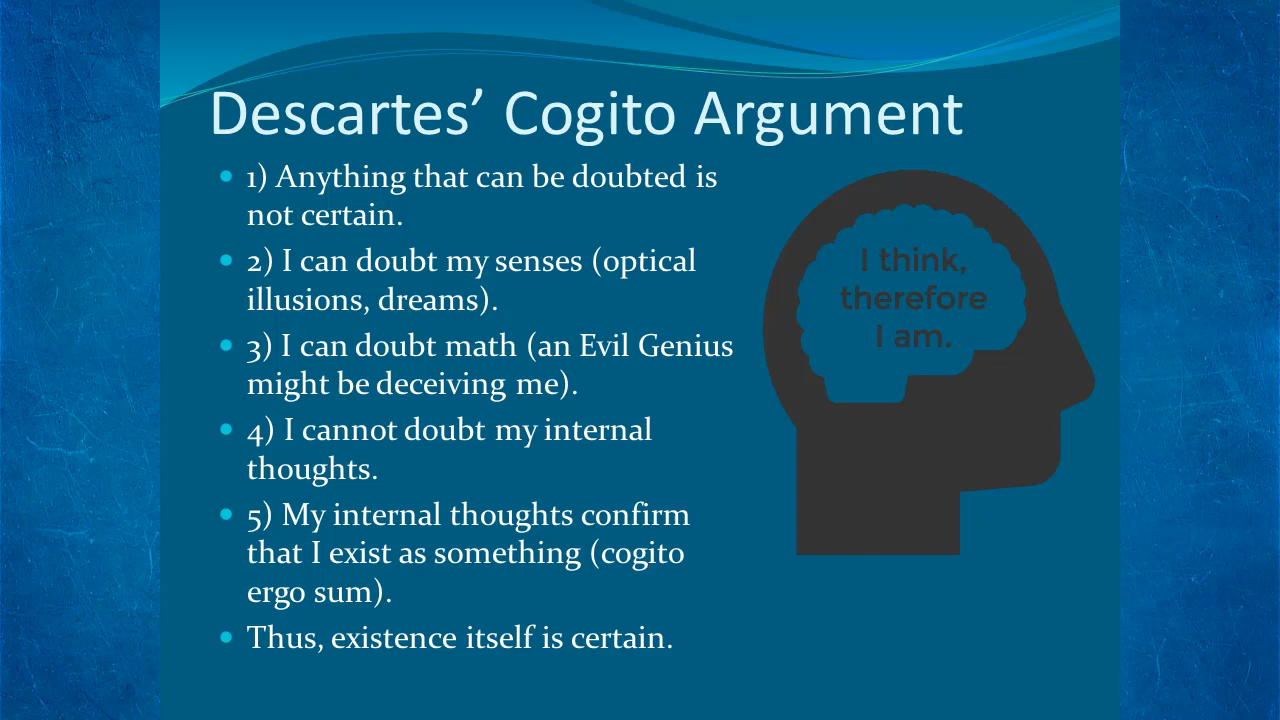 Descartes’ Cogito Argument
• 1) Anything that can be doubted is
not certain.
• 2) I can doubt my senses (optical
illusions, dreams).
• 3) I can doubt math (an Evil Genius
might be deceiving me).
• 4) I cannot doubt my internal
thoughts.
• 5) My internal thoughts confirm
that I exist as something (cogito
ergo sum).
• Thus, existence itself is certain.
I think,
therefore
I am.